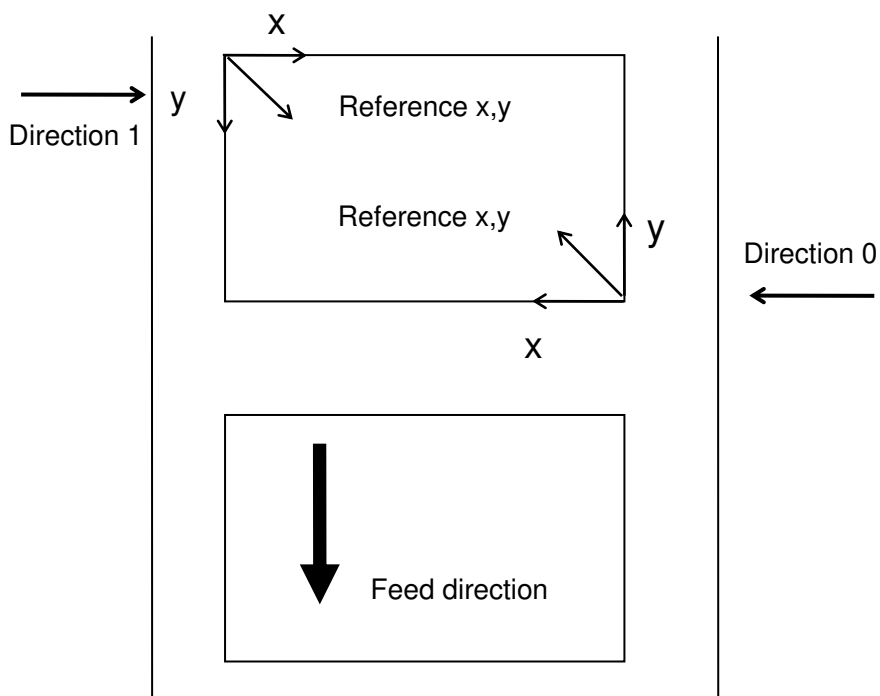 x
y
Direction 1
Reference x,y
Reference x,y
y
Direction 0
x
Feed direction